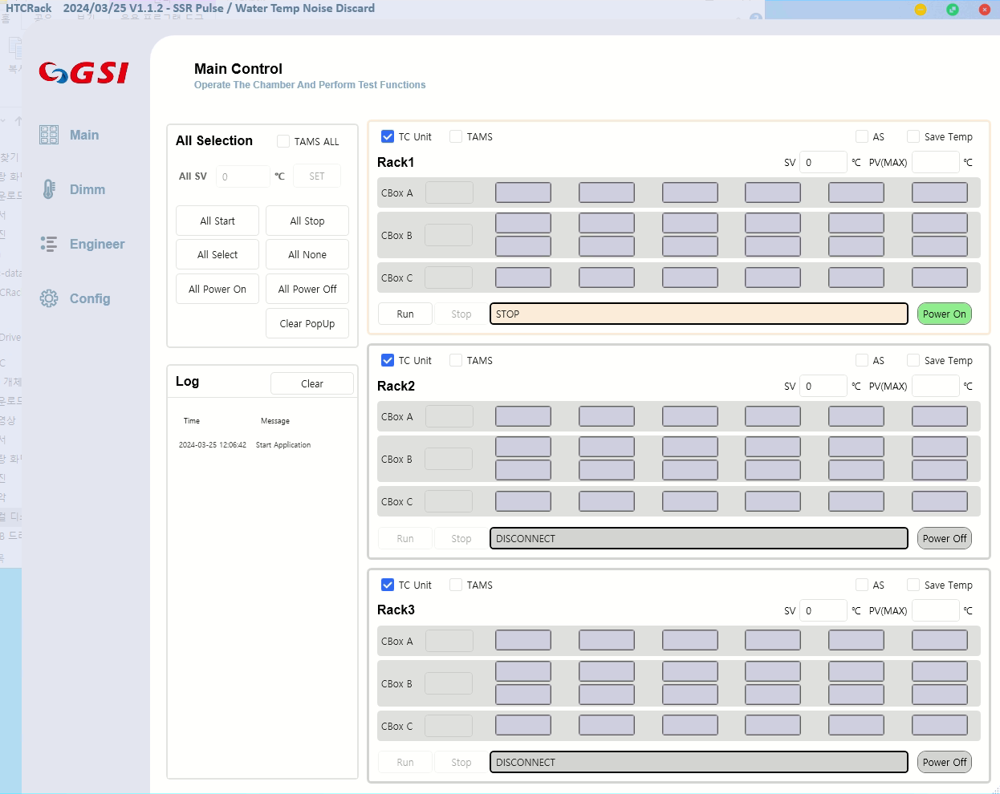 HTCRack 2024/03/25 V1.1.2 - SSR Pulse / Water Temp Noise Discard
GSI
Main
Dimm
Engineer
Config
Main Control
Operate The Chamber And Perform Test Functions
All Selection
TAMS ALL
All SV 0 ℃ SET
All Start All Stop
All Select All None
All Power On All Power Off
Clear PopUp
Log Clear
Time Message
2024-03-25 12:06:42 Start Application
TC Unit TAMS AS Save Temp
Rack1 SV 0 ℃ PV(MAX) ℃
CBox A
CBox B
CBox C
Run Stop STOP Power On
TC Unit TAMS AS Save Temp
Rack2 SV 0 ℃ PV(MAX) ℃
CBox A
CBox B
CBox C
Run Stop DISCONNECT Power Off
TC Unit TAMS AS Save Temp
Rack3 SV 0 ℃ PV(MAX) ℃
CBox A
CBox B
CBox C
Run Stop DISCONNECT Power Off